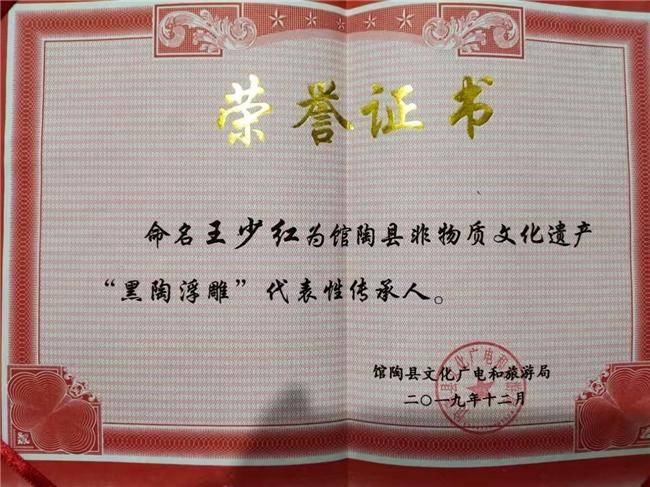 荣誉证书
命名王少红为馆陶县非物质文化遗产
“黑陶浮雕”代表性传承人。
馆陶县文化广电和旅游局
二〇一九年十二月